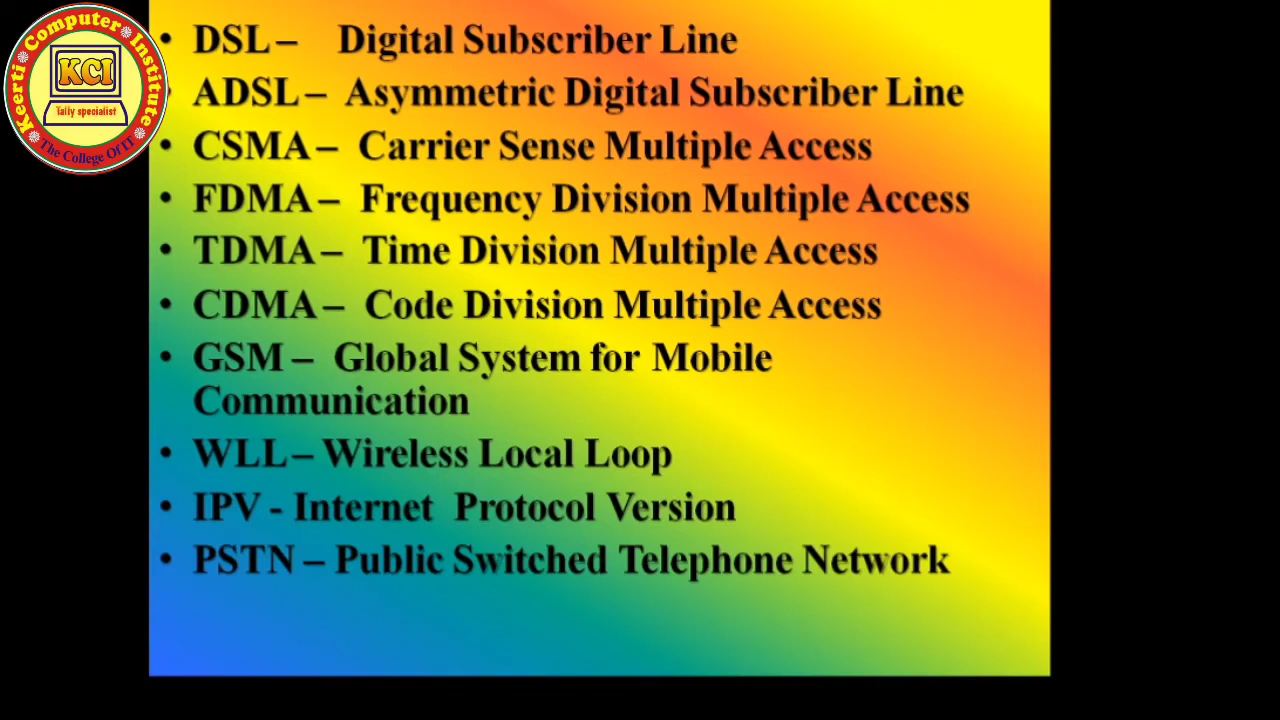 Keerti Computer Institute
KCI
Tally specialist
The College Of IT
• DSL – Digital Subscriber Line
• ADSL – Asymmetric Digital Subscriber Line
• CSMA – Carrier Sense Multiple Access
• FDMA – Frequency Division Multiple Access
• TDMA – Time Division Multiple Access
• CDMA – Code Division Multiple Access
• GSM – Global System for Mobile
Communication
• WLL – Wireless Local Loop
• IPV - Internet Protocol Version
• PSTN – Public Switched Telephone Network